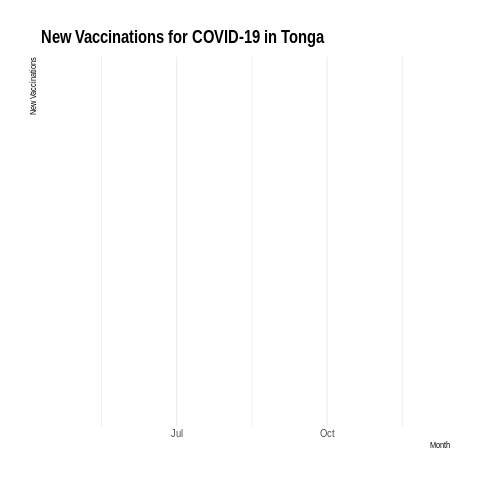 New Vaccinations for COVID-19 in Tonga
New Vaccinations
Jul
Oct
Month